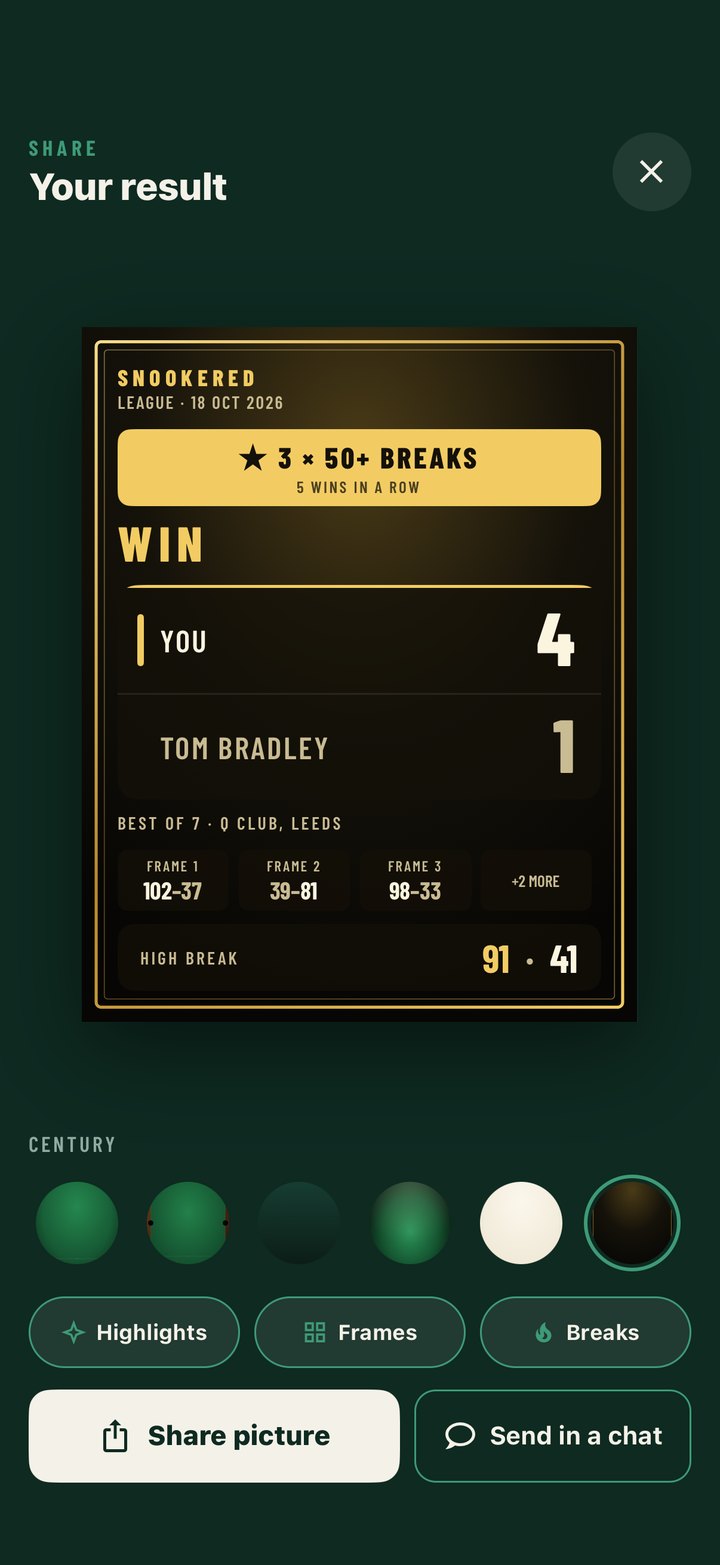 SHARE
Your result
SNOOKERED
LEAGUE · 18 OCT 2026
★ 3 × 50+ BREAKS
5 WINS IN A ROW
WIN
YOU 4
TOM BRADLEY 1
BEST OF 7 · Q CLUB, LEEDS
FRAME 1 FRAME 2 FRAME 3
102–37 39–81 98–33 +2 MORE
HIGH BREAK 91 · 41
CENTURY
Highlights Frames Breaks
Share picture Send in a chat